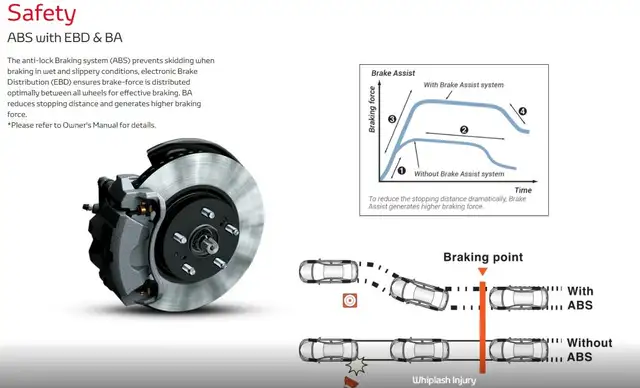 Safety
ABS with EBD & BA
The anti-lock Braking system (ABS) prevents skidding when
braking in wet and slippery conditions, electronic Brake
Distribution (EBD) ensures brake-force is distributed
optimally between all wheels for effective braking. BA
reduces stopping distance and generates higher braking
force.
*Please refer to Owner's Manual for details.
Brake Assist
With Brake Assist system
Braking force
3
4
2
1
Without Brake Assist system
Time
To reduce the stopping distance dramatically, Brake
Assist generates higher braking force.
Braking point
With
ABS
Without
ABS
Whiplash Injury